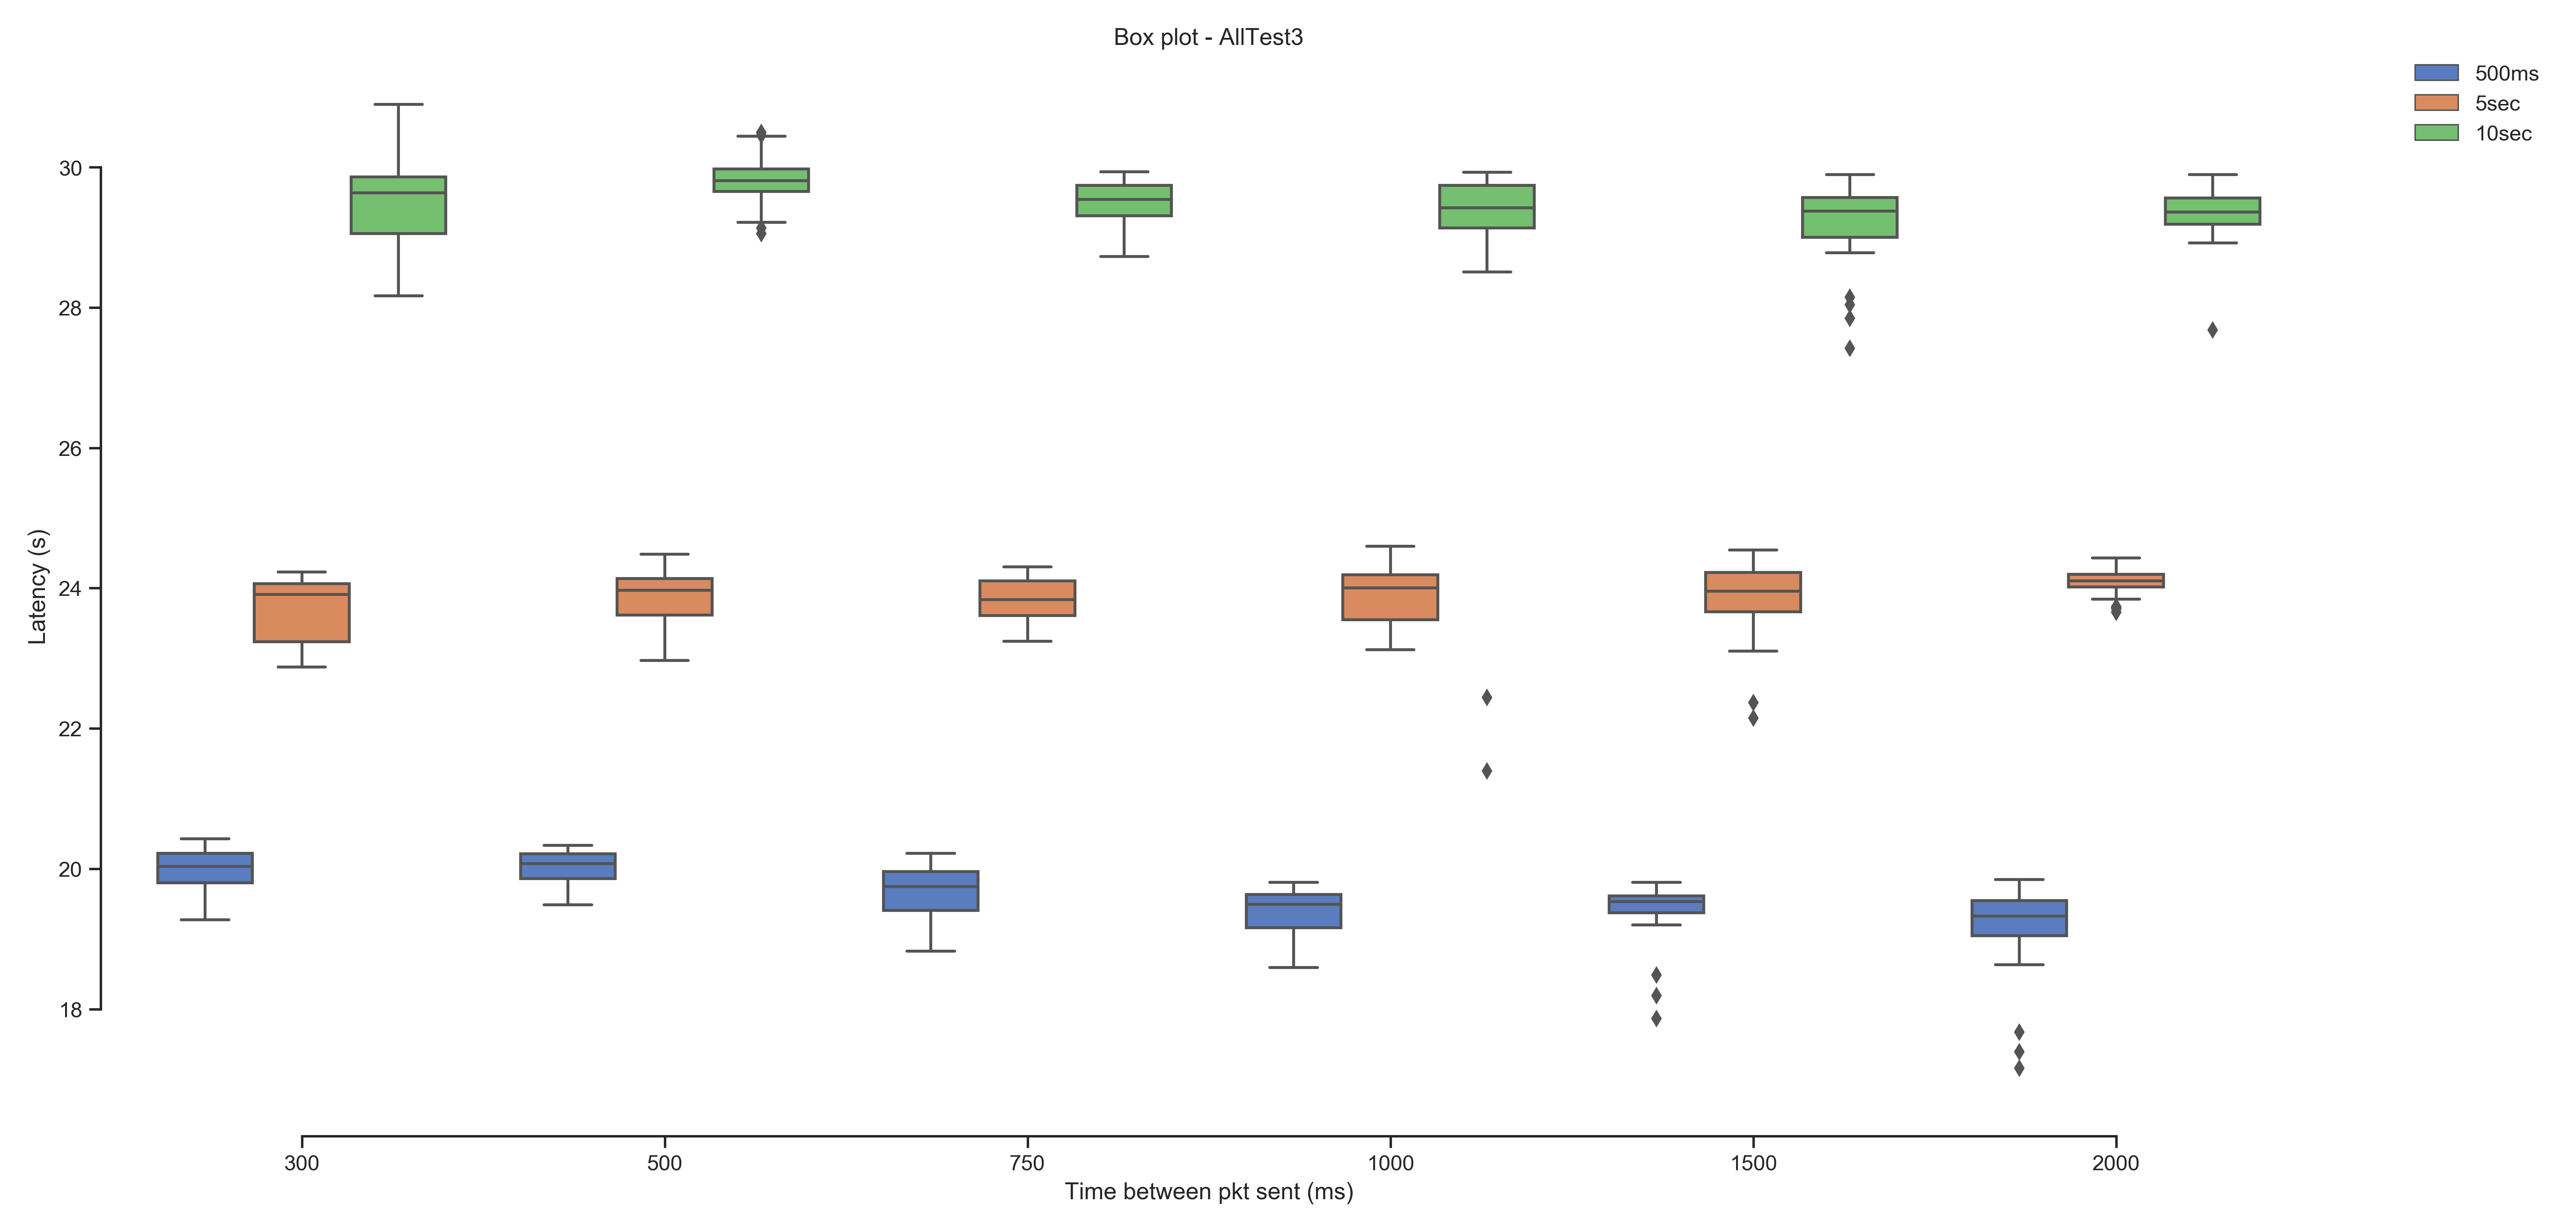 Box plot - AllTest3
500ms
5sec
10sec
30
28
26
24
22
20
18
Latency (s)
300 500 750 1000 1500 2000
Time between pkt sent (ms)